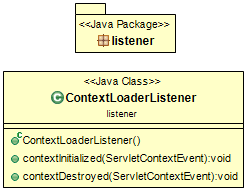 <<Java Package>>
listener
<<Java Class>>
ContextLoaderListener
listener
ContextLoaderListener()
contextInitialized(ServletContextEvent):void
contextDestroyed(ServletContextEvent):void